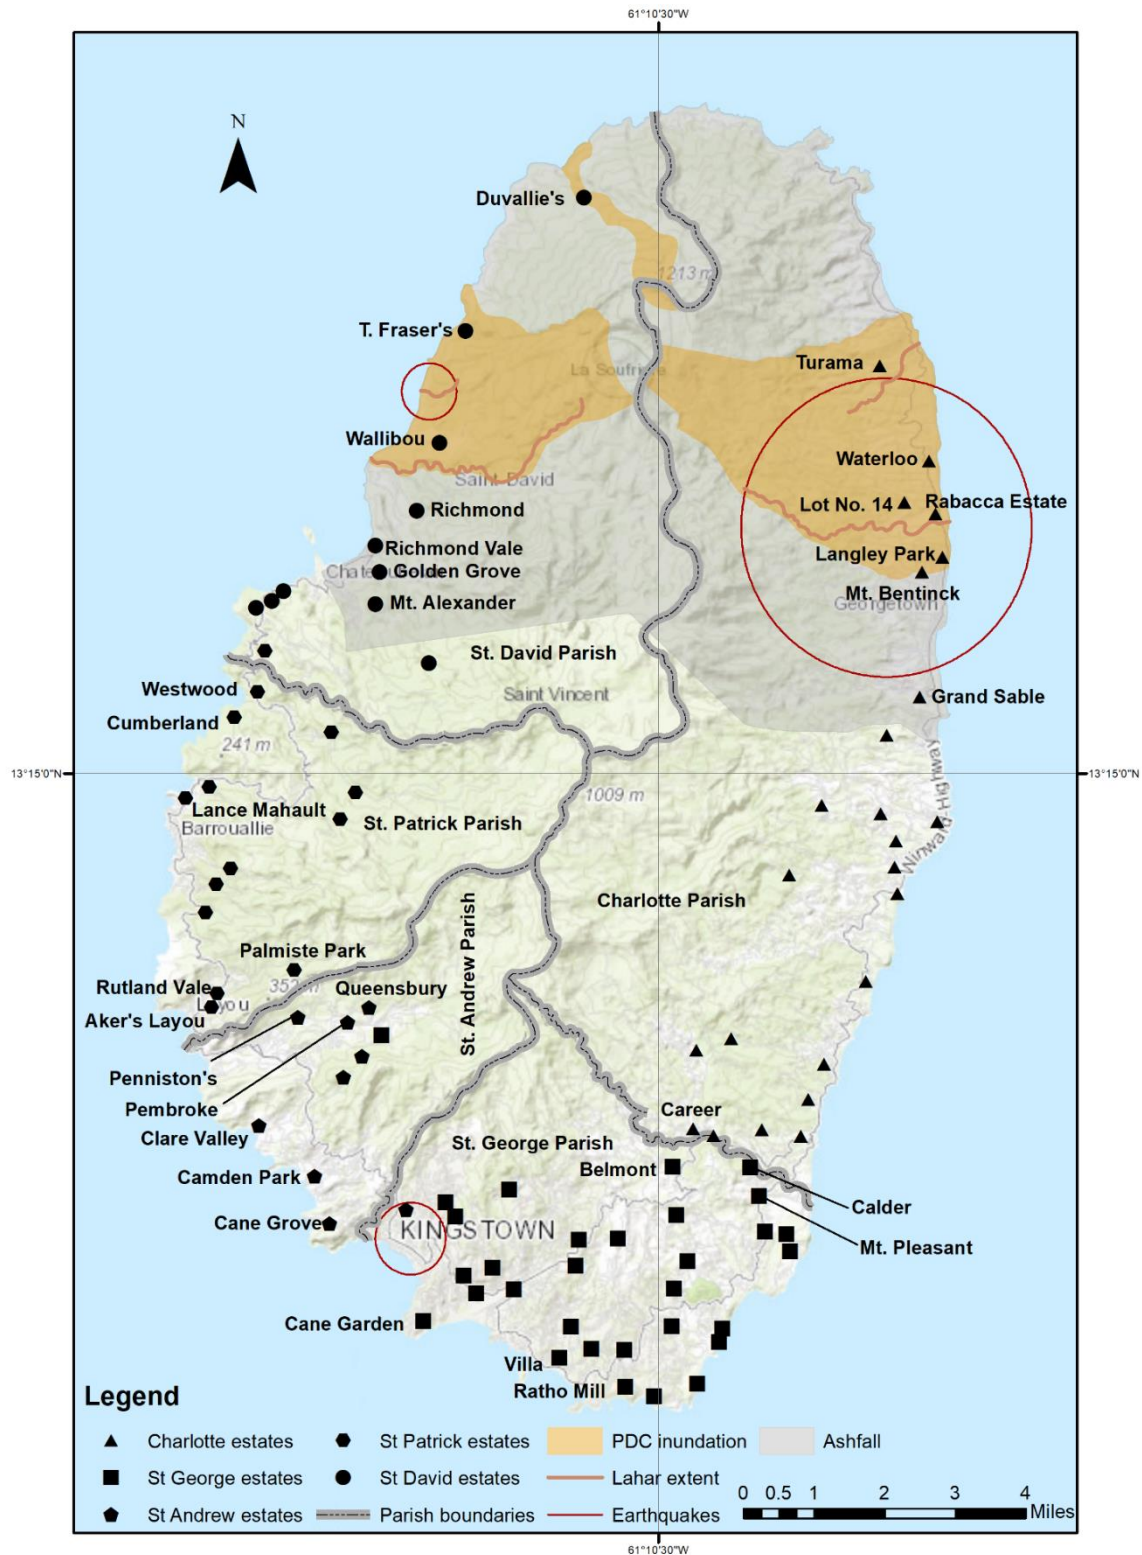 61°10'30"W
N
Duvallie's
1213 m
T. Fraser's
Turama
La Soufrière
Wallibou
Waterloo
Saint David
Lot No. 14
Rabacca Estate
Richmond
Richmond Vale
Langley Park
Golden Grove
Mt. Bentinck
Mt. Alexander
Georgetown
St. David Parish
Westwood
Saint Vincent
Grand Sable
Cumberland
241 m
13°15'0"N
13°15'0"N
1009 m
Lance Mahault
St. Patrick Parish
Barrouallie
Charlotte Parish
St. Andrew Parish
Palmiste Park
Rutland Vale
Queensbury
Layou
Aker's Layou
Penniston's
Pembroke
Career
Clare Valley
St. George Parish
Belmont
Camden Park
Calder
Cane Grove
KINGSTOWN
Mt. Pleasant
Cane Garden
Villa
Ratho Mill
Legend
Charlotte estates
St Patrick estates
PDC inundation
Ashfall
St George estates
St David estates
Lahar extent
0 0.5 1 2 3 4
Miles
St Andrew estates
Parish boundaries
Earthquakes
61°10'30"W